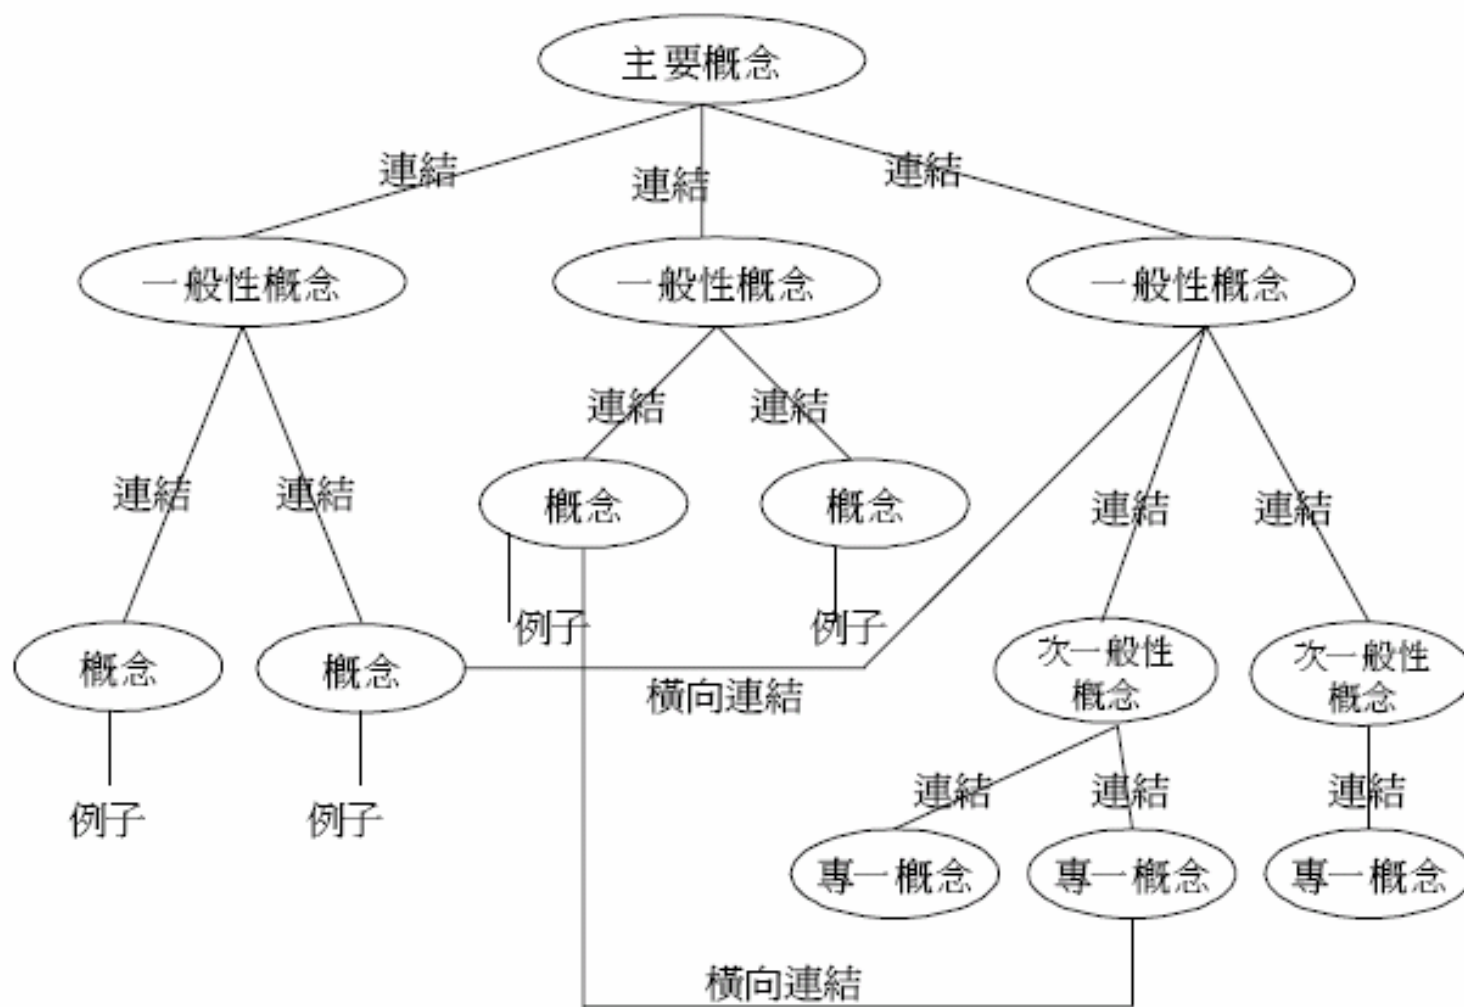 主要概念
連結
連結
連結
一般性概念
一般性概念
一般性概念
連結
連結
連結
連結
連結
連結
概念
概念
例子
例子
概念
概念
次一般性
概念
次一般性
概念
橫向連結
例子
例子
連結
連結
連結
專一概念
專一概念
專一概念
橫向連結